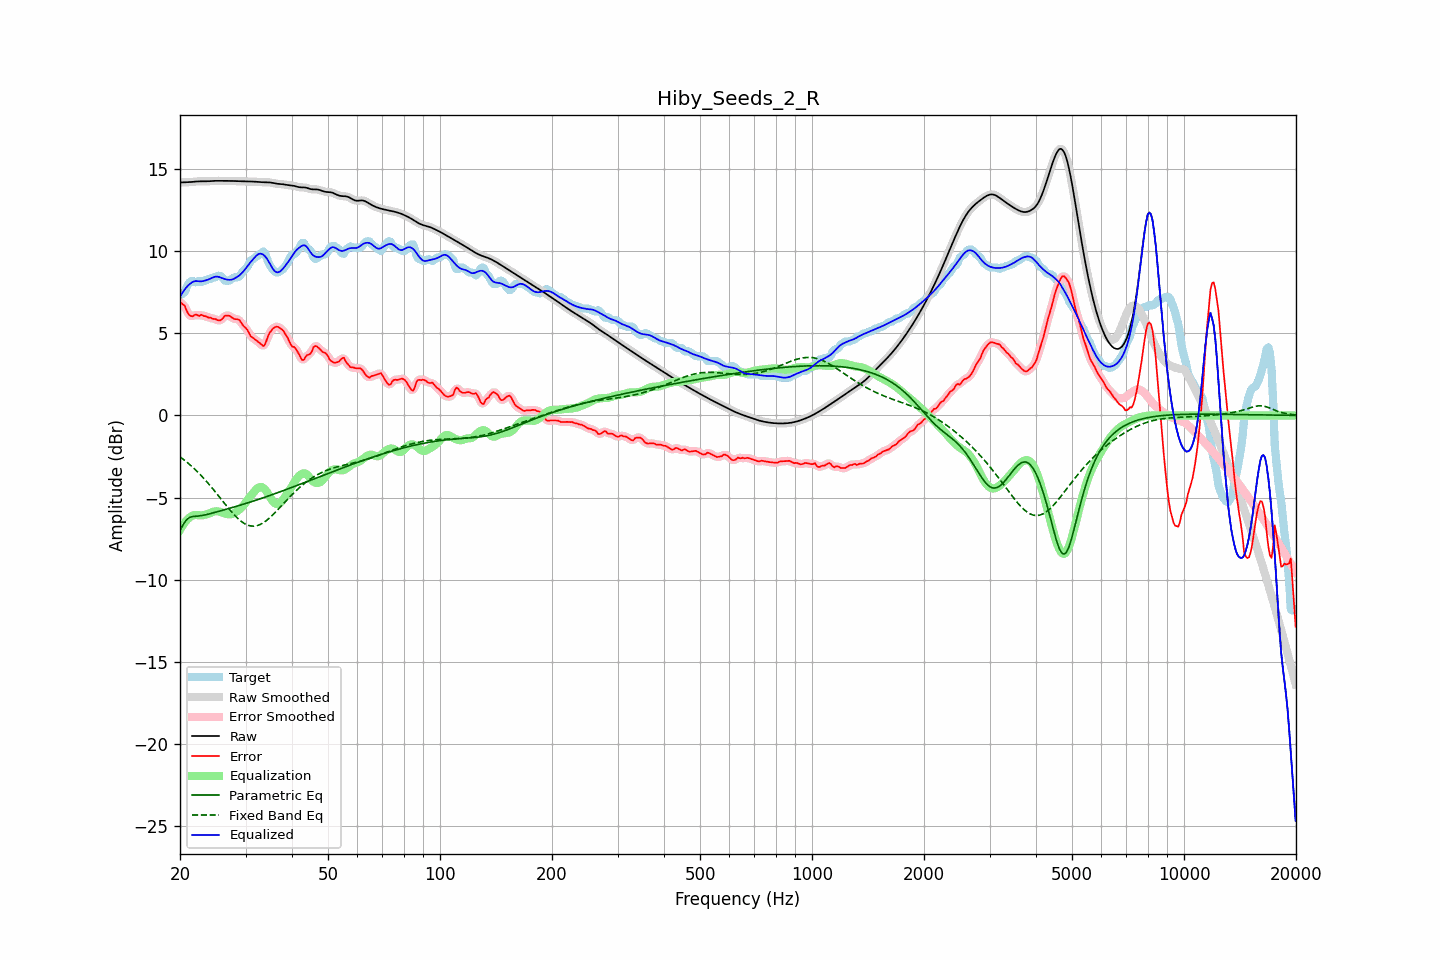 Hiby_Seeds_2_R
15
10
5
0
−5
−10
−15
−20
−25
Amplitude (dBr)
Target
Raw Smoothed
Error Smoothed
Raw
Error
Equalization
Parametric Eq
Fixed Band Eq
Equalized
20 50 100 200 500 1000 2000 5000 10000 20000
Frequency (Hz)